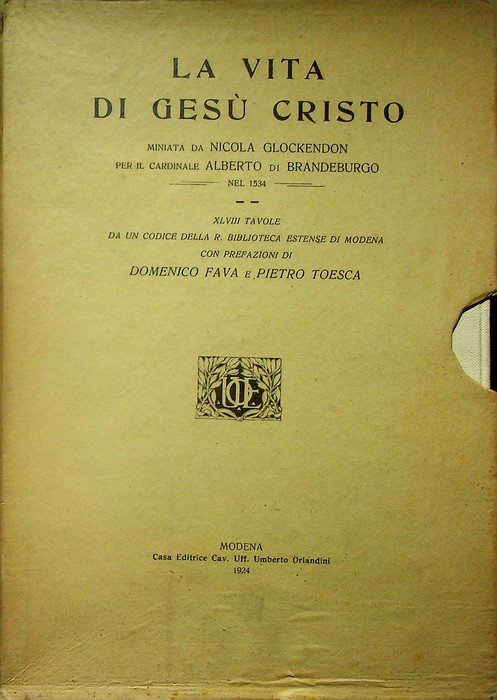 LA VITA
DI GESÙ CRISTO
MINIATA DA NICOLA GLOCKENDON
PER IL CARDINALE ALBERTO DI BRANDEBURGO
NEL 1534
XLVIII TAVOLE
DA UN CODICE DELLA R. BIBLIOTECA ESTENSE DI MODENA
CON PREFAZIONI DI
DOMENICO FAVA E PIETRO TOESCA
MODENA
Casa Editrice Cav. Uff. Umberto Orlandini
1924